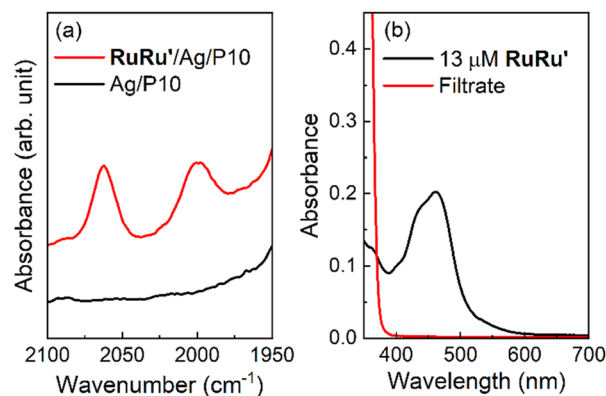 (a)
RuRu'/Ag/P10
Ag/P10
Absorbance (arb. unit)
2100 2050 2000 1950
Wavenumber (cm⁻¹)
(b)
13 μM RuRu'
Filtrate
Absorbance
0.4
0.3
0.2
0.1
0.0
400 500 600 700
Wavelength (nm)